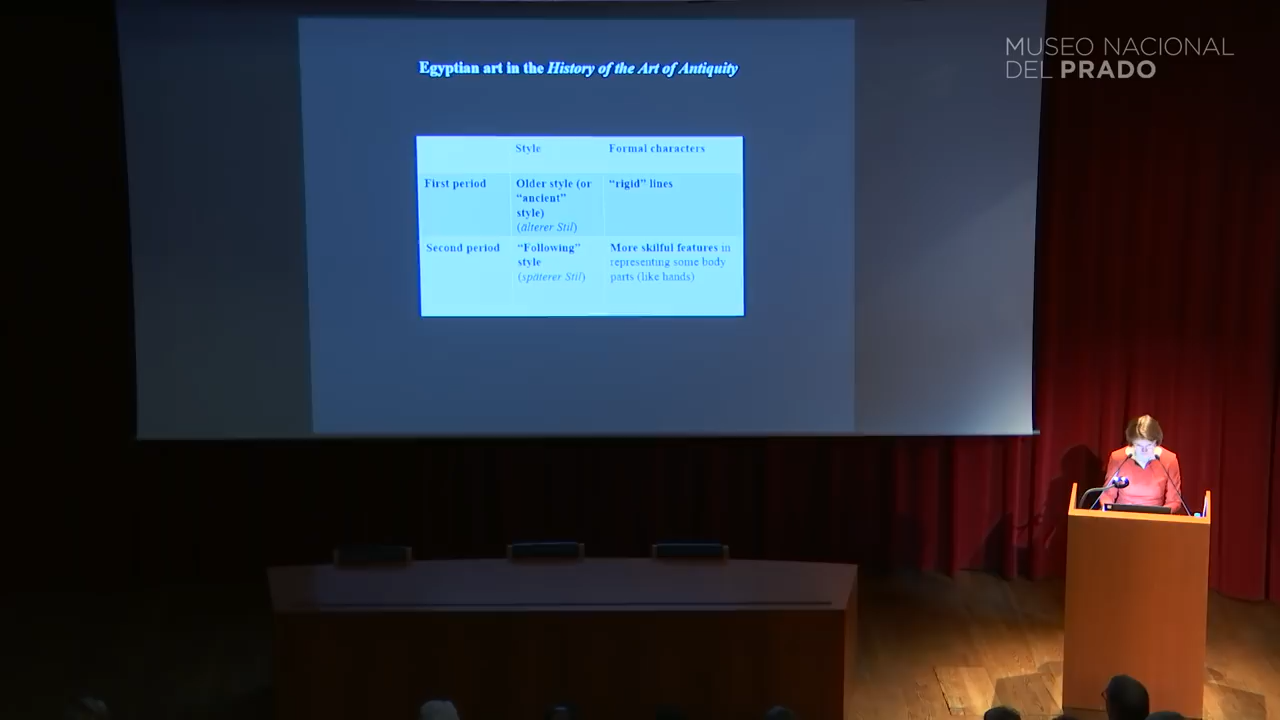 MUSEO NACIONAL
DEL PRADO
Egyptian art in the History of the Art of Antiquity
Style
Formal characters
First period
Older style (or
“ancient”
style)
(älterer Stil)
“rigid” lines
Second period
“Following”
style
(späterer Stil)
More skilful features in
representing some body
parts (like hands)